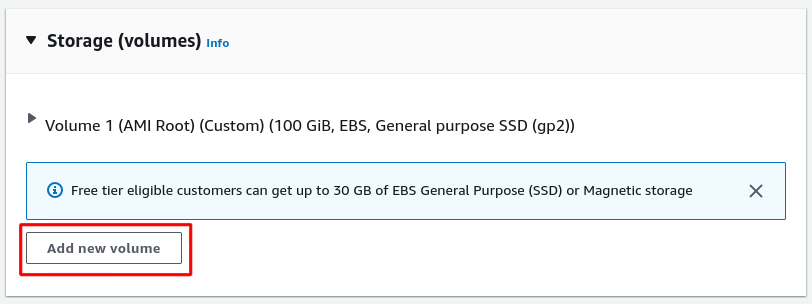 Storage (volumes) Info
Volume 1 (AMI Root) (Custom) (100 GiB, EBS, General purpose SSD (gp2))
Free tier eligible customers can get up to 30 GB of EBS General Purpose (SSD) or Magnetic storage
Add new volume